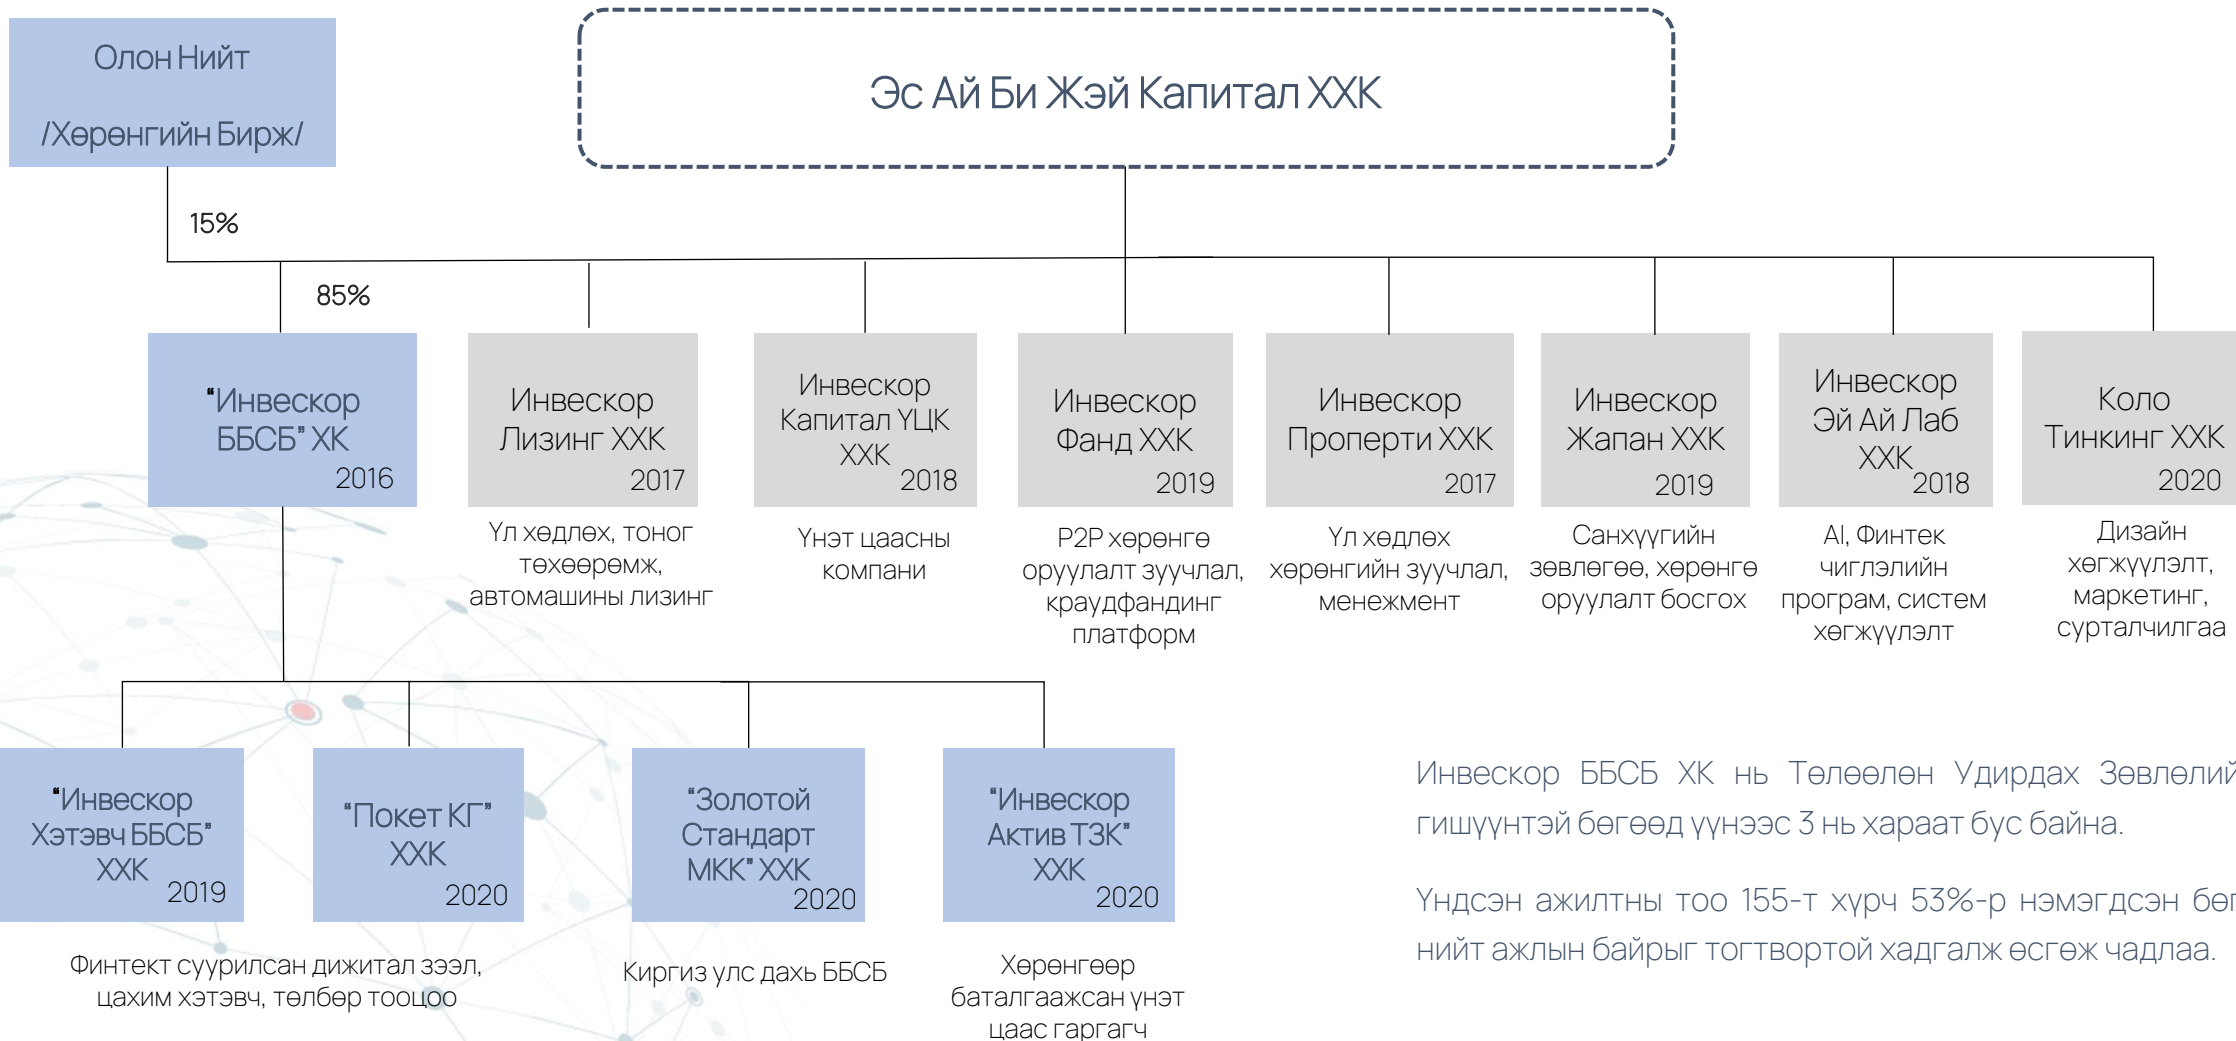 Олон Нийт
/Хөрөнгийн Бирж/
Эс Ай Би Жэй Капитал ХХК
15%
85%
"Инвескор
ББСБ" ХК
2016
Инвескор
Лизинг ХХК
2017
Үл хөдлөх, тоног
төхөөрөмж,
автомашины лизинг
Инвескор
Капитал ҮЦК
ХХК
2018
Үнэт цаасны
компани
Инвескор
Фанд ХХК
2019
P2P хөрөнгө
оруулалт зуучлал,
краудфандинг
платформ
Инвескор
Проперти ХХК
2017
Үл хөдлөх
хөрөнгийн зуучлал,
менежмент
Инвескор
Жапан ХХК
2019
Санхүүгийн
зөвлөгөө, хөрөнгө
оруулалт босгох
Инвескор
Эй Ай Лаб
ХХК
2018
AI, Финтек
чиглэлийн
програм, систем
хөгжүүлэлт
Коло
Тинкинг ХХК
2020
Дизайн
хөгжүүлэлт,
маркетинг,
сурталчилгаа
"Инвескор
Хэтэвч ББСБ"
ХХК
2019
"Покет КГ"
ХХК
2020
Финтект суурилсан дижитал зээл,
цахим хэтэвч, төлбөр тооцоо
"Золотой
Стандарт
МКК" ХХК
2020
Киргиз улс дахь ББСБ
"Инвескор
Актив ТЗК"
ХХК
2020
Хөрөнгөөр
баталгаажсан үнэт
цаас гаргагч
Инвескор ББСБ ХК нь Төлөөлөн Удирдах Зөвлөлий
гишүүнтэй бөгөөд үүнээс 3 нь хараат бус байна.
Үндсэн ажилтны тоо 155-т хүрч 53%-р нэмэгдсэн
нийт ажлын байрыг тогтвортой хадгалж өсгөж чадлаа.